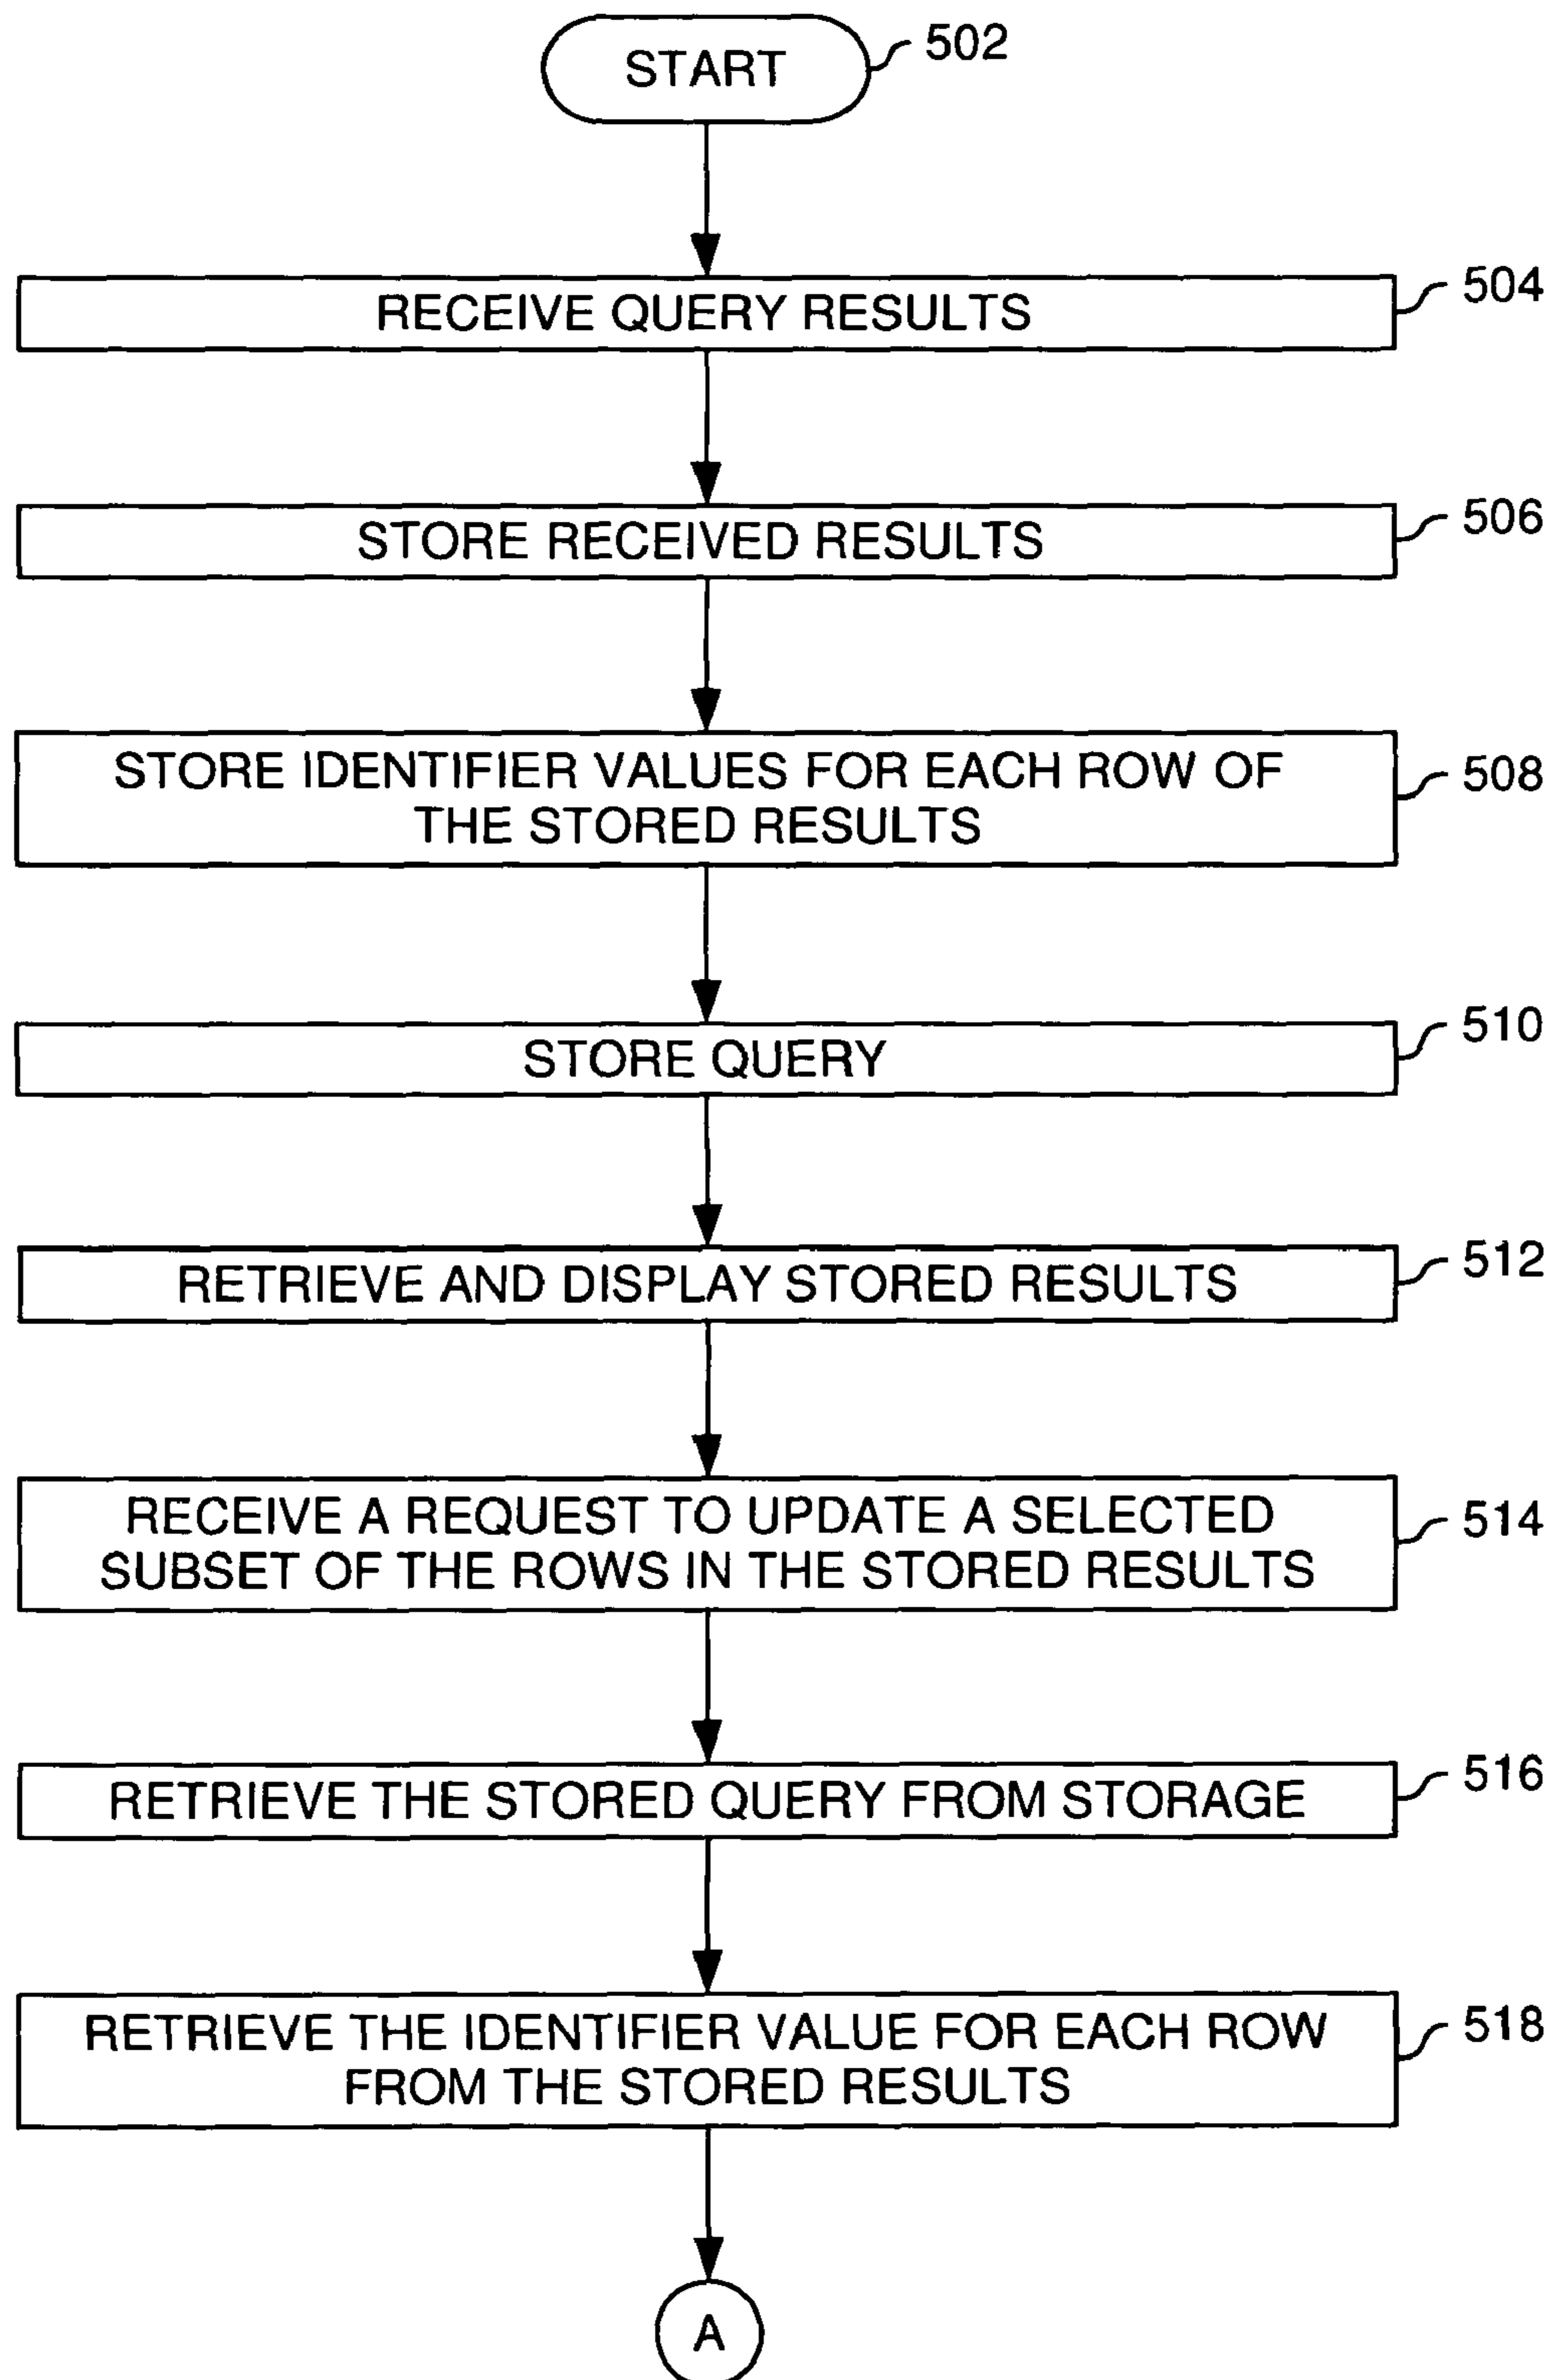 START
502
RECEIVE QUERY RESULTS
504
STORE RECEIVED RESULTS
506
STORE IDENTIFIER VALUES FOR EACH ROW OF
THE STORED RESULTS
508
STORE QUERY
510
RETRIEVE AND DISPLAY STORED RESULTS
512
RECEIVE A REQUEST TO UPDATE A SELECTED
SUBSET OF THE ROWS IN THE STORED RESULTS
514
RETRIEVE THE STORED QUERY FROM STORAGE
516
RETRIEVE THE IDENTIFIER VALUE FOR EACH ROW
FROM THE STORED RESULTS
518
A